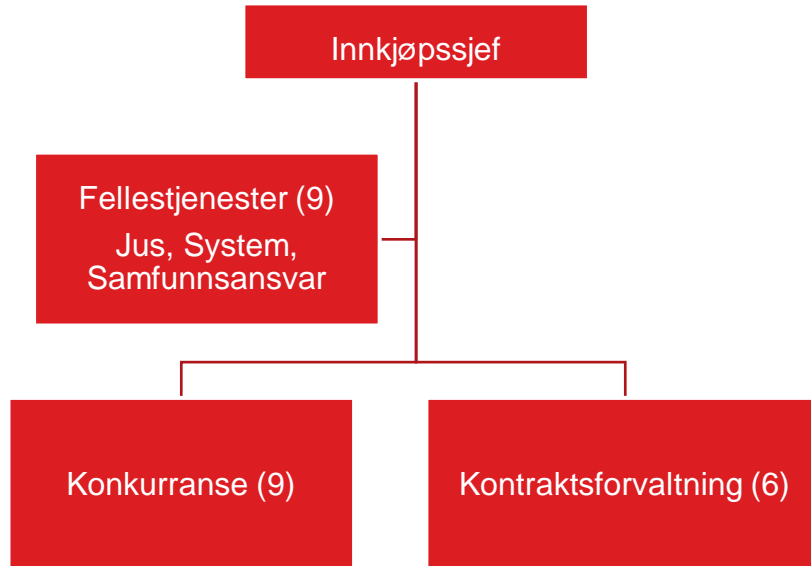 Innkjøpssjef
Fellestjenester (9)
Jus, System,
Samfunnsansvar
Konkurranse (9)
Kontraktsforvaltning (6)